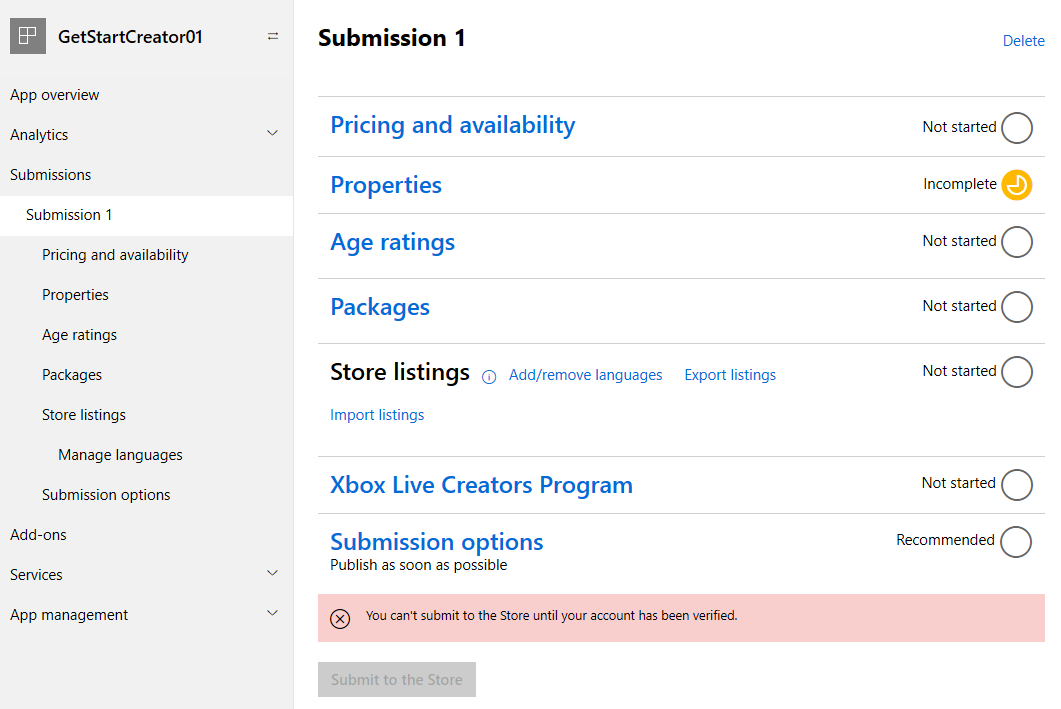 GetStartCreator01
App overview
Analytics
Submissions
Submission 1
Pricing and availability
Properties
Age ratings
Packages
Store listings
Manage languages
Submission options
Add-ons
Services
App management
Submission 1
Delete
Pricing and availability Not started
Properties Incomplete
Age ratings Not started
Packages Not started
Store listings Add/remove languages Export listings Not started
Import listings
Xbox Live Creators Program Not started
Submission options Recommended
Publish as soon as possible
You can't submit to the Store until your account has been verified.
Submit to the Store